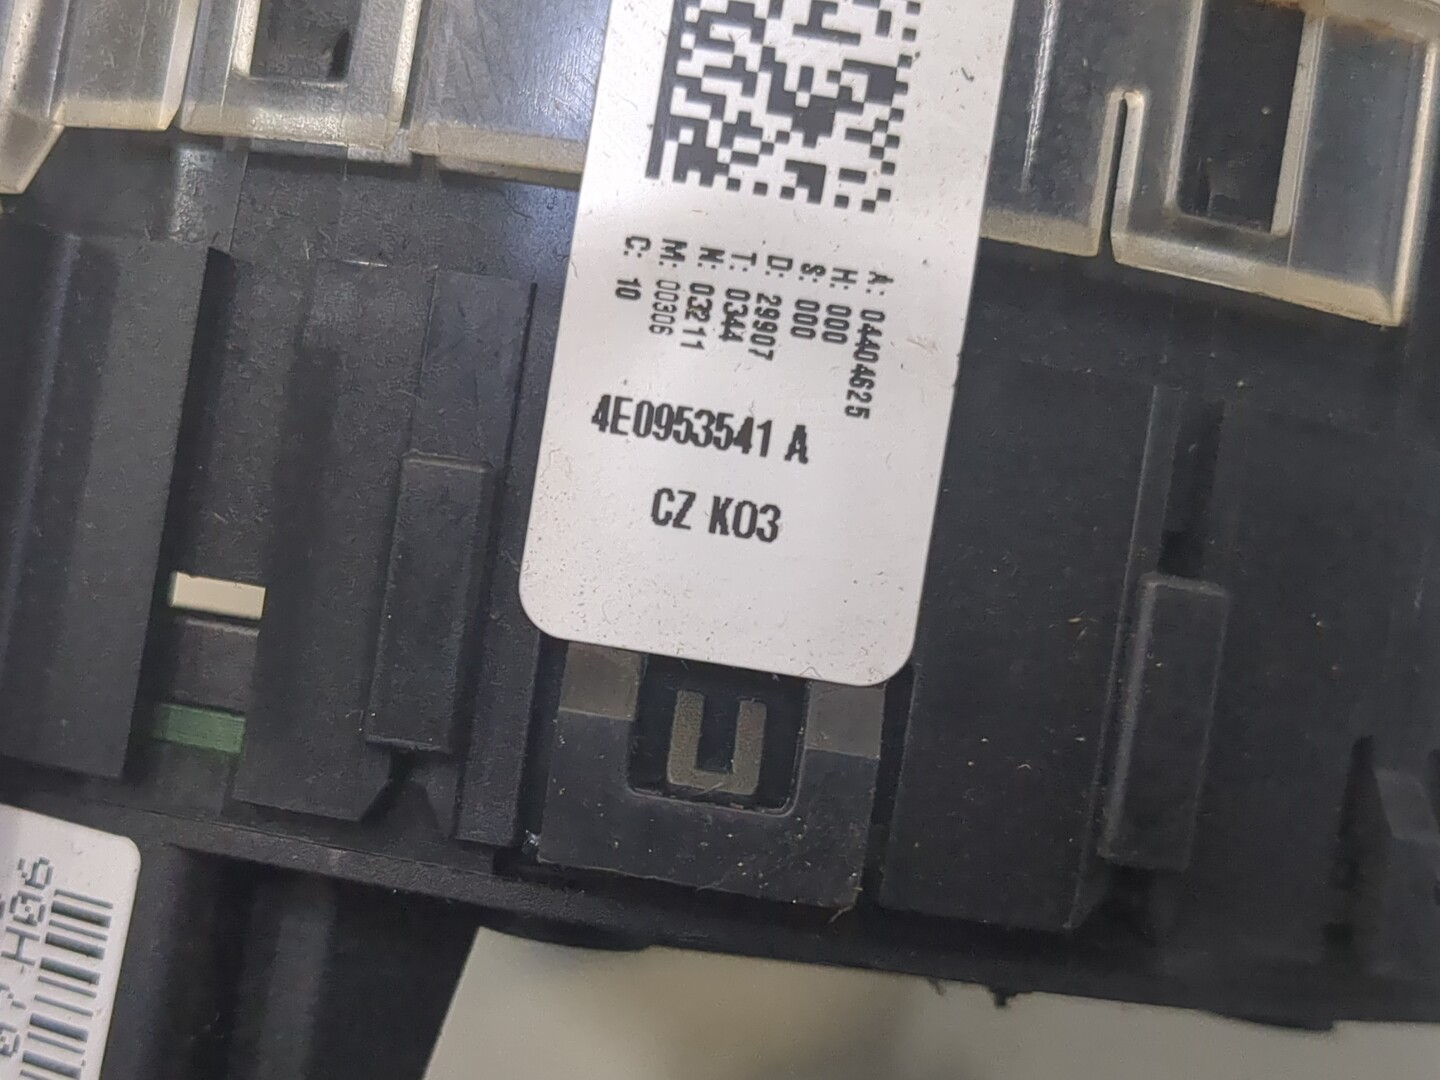 A: 04404625
H: 000
S: 000
D: 29907
T: 0344
N: 03211
M: 00306
C: 10
4E0953541 A
CZ K03